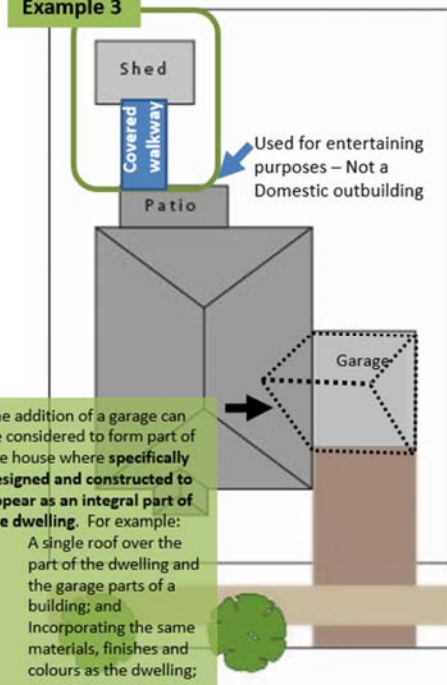 Example 3
Shed
Covered
walkway
Used for entertaining
purposes – Not a
Domestic outbuilding
Patio
Garage
addition of a garage can
considered to form part of
house where specifically
designed and constructed to
appear as an integral part of
dwelling. For example:
A single roof over the
part of the dwelling and
the garage parts of a
building; and
Incorporating the same
materials, finishes and
colours as the dwelling;